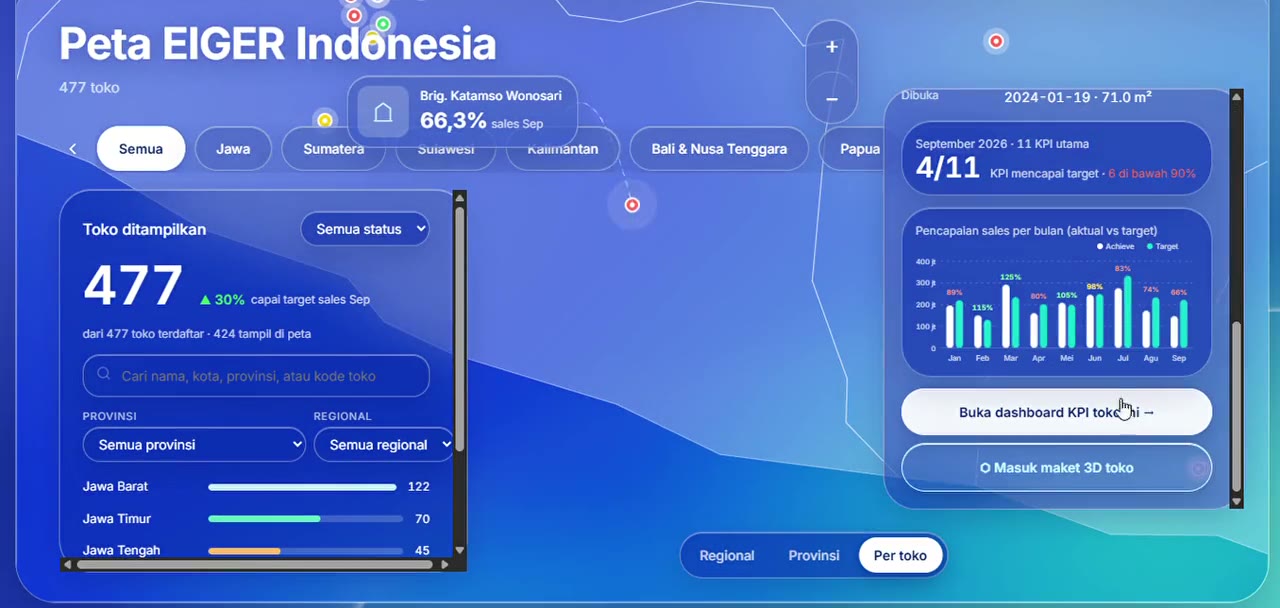 Peta EIGER Indonesia
477 toko
Brig. Katamso Wonosari
66,3% sales Sep
Semua
Jawa
Sumatera
Sulawesi
Kalimantan
Bali & Nusa Tenggara
Papua
Toko ditampilkan
Semua status
477
▲ 30% capai target sales Sep
dari 477 toko terdaftar · 424 tampil di peta
Cari nama, kota, provinsi, atau kode toko
PROVINSI
REGIONAL
Semua provinsi
Semua regional
Jawa Barat 122
Jawa Timur 70
Jawa Tengah 45
+
−
Dibuka 2024-01-19 · 71.0 m²
September 2026 · 11 KPI utama
4/11 KPI mencapai target · 6 di bawah 90%
Pencapaian sales per bulan (aktual vs target)
Achieve Target
400 jt
300 jt
200 jt
100 jt
0
89% 115% 125% 80% 105% 98% 83% 74% 66%
Jan Feb Mar Apr Mei Jun Jul Agu Sep
Buka dashboard KPI toko →
Masuk maket 3D toko
Regional
Provinsi
Per toko